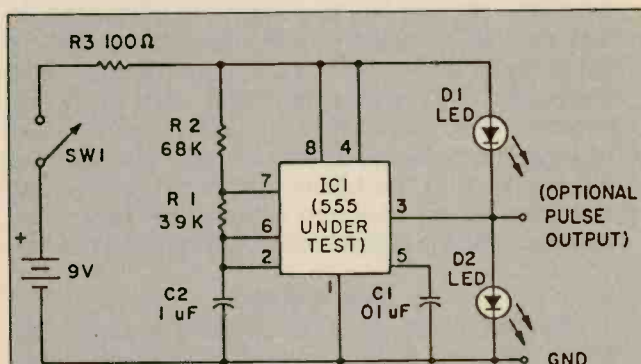 R3 100Ω
SW1
+
9V
R2
68K
R1
39K
C2
1 uF
8
4
7
6
2
3
5
1
IC1
(555
UNDER
TEST)
C1
01 uF
D1
LED
(OPTIONAL
PULSE
OUTPUT)
D2
LED
GND